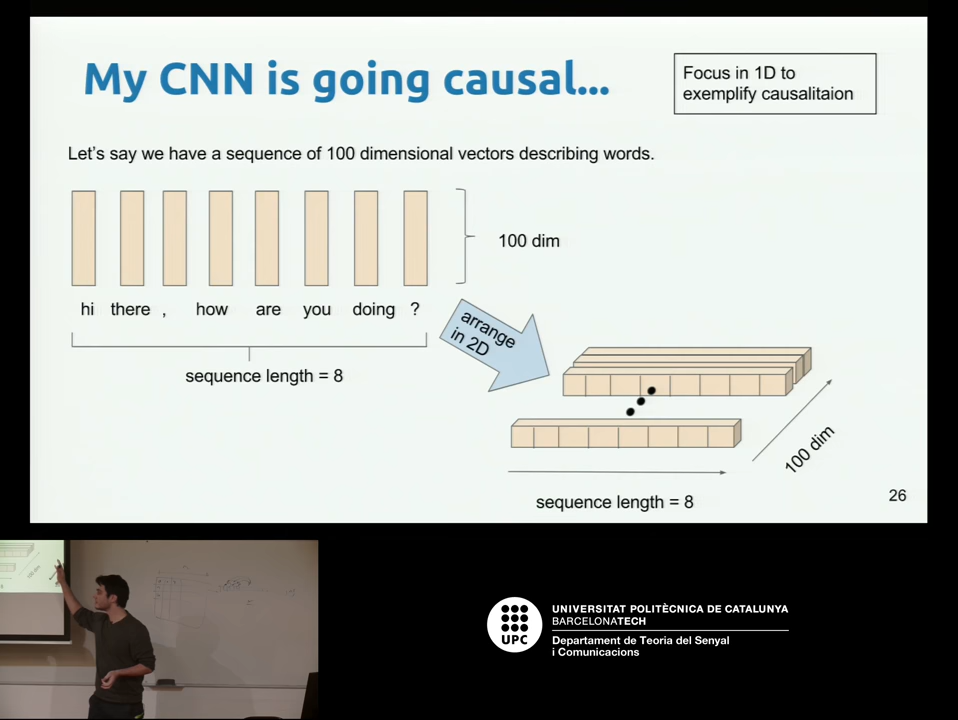 My CNN is going causal...
Focus in 1D to
exemplify causalitaion
Let's say we have a sequence of 100 dimensional vectors describing words.
100 dim
hi there , how are you doing ?
sequence length = 8
arrange
in 2D
100 dim
sequence length = 8
26
UPC
UNIVERSITAT POLITÈCNICA DE CATALUNYA
BARCELONATECH
Departament de Teoria del Senyal
i Comunicacions